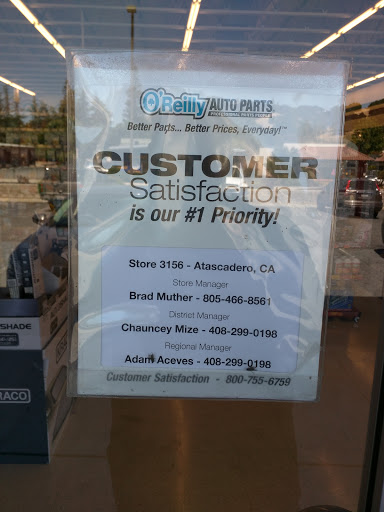 O'Reilly AUTO PARTS
PROFESSIONAL PARTS PEOPLE
Better Parts... Better Prices, Everyday!™
CUSTOMER
Satisfaction
is our #1 Priority!
Store 3156 - Atascadero, CA
Store Manager
Brad Muther - 805-466-8561
District Manager
Chauncey Mize - 408-299-0198
Regional Manager
Adam Aceves - 408-299-0198
Customer Satisfaction - 800-755-6759
SHADE
MACO